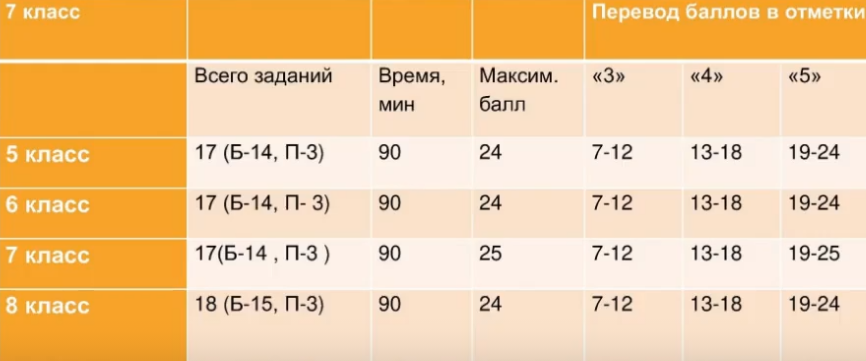 7 класс Перевод баллов в отметки
Всего заданий Время, мин Максим. балл «3» «4» «5»
5 класс 17 (Б-14, П-3) 90 24 7-12 13-18 19-24
6 класс 17 (Б-14, П- 3) 90 24 7-12 13-18 19-24
7 класс 17(Б-14 , П-3 ) 90 25 7-12 13-18 19-25
8 класс 18 (Б-15, П-3) 90 24 7-12 13-18 19-24